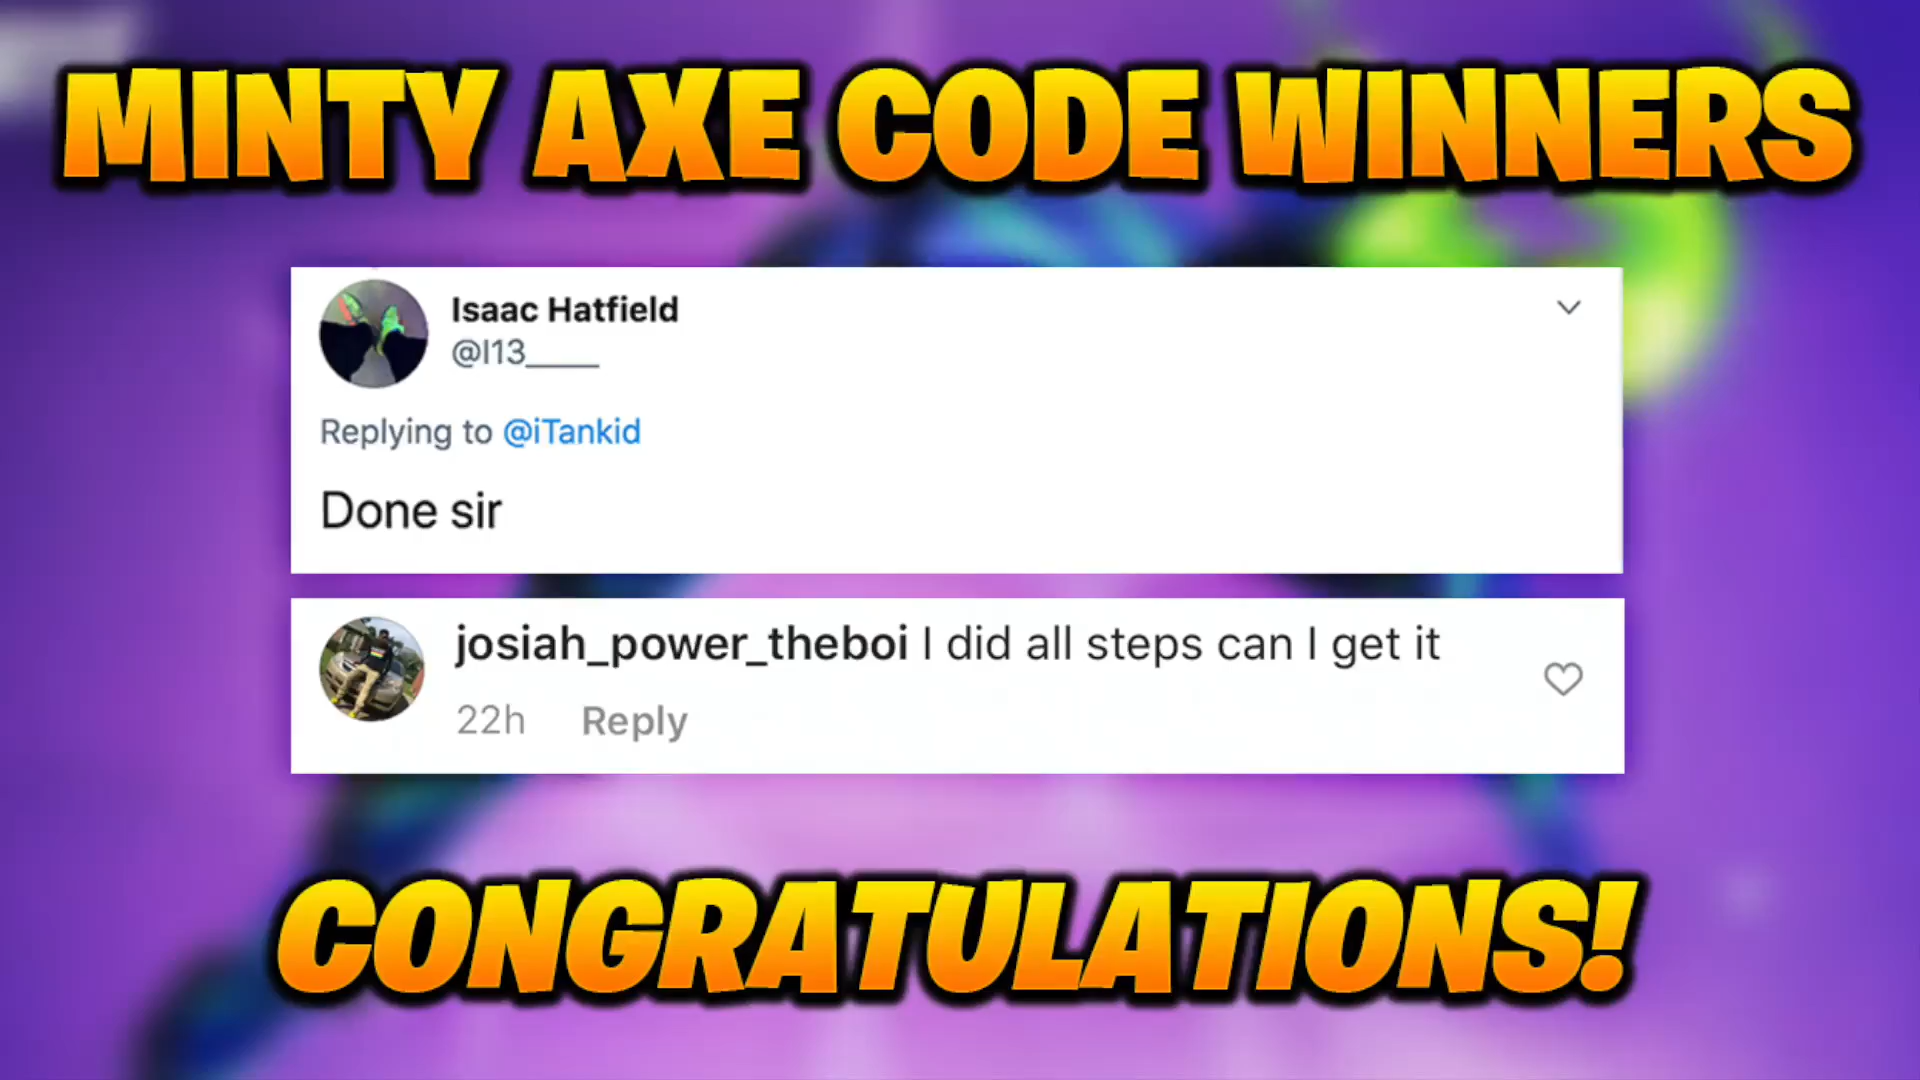 MINTY AXE CODE WINNERS
Isaac Hatfield
@I13_____
Replying to @iTankid
Done sir
josiah_power_theboi I did all steps can I get it
22h Reply
CONGRATULATIONS!